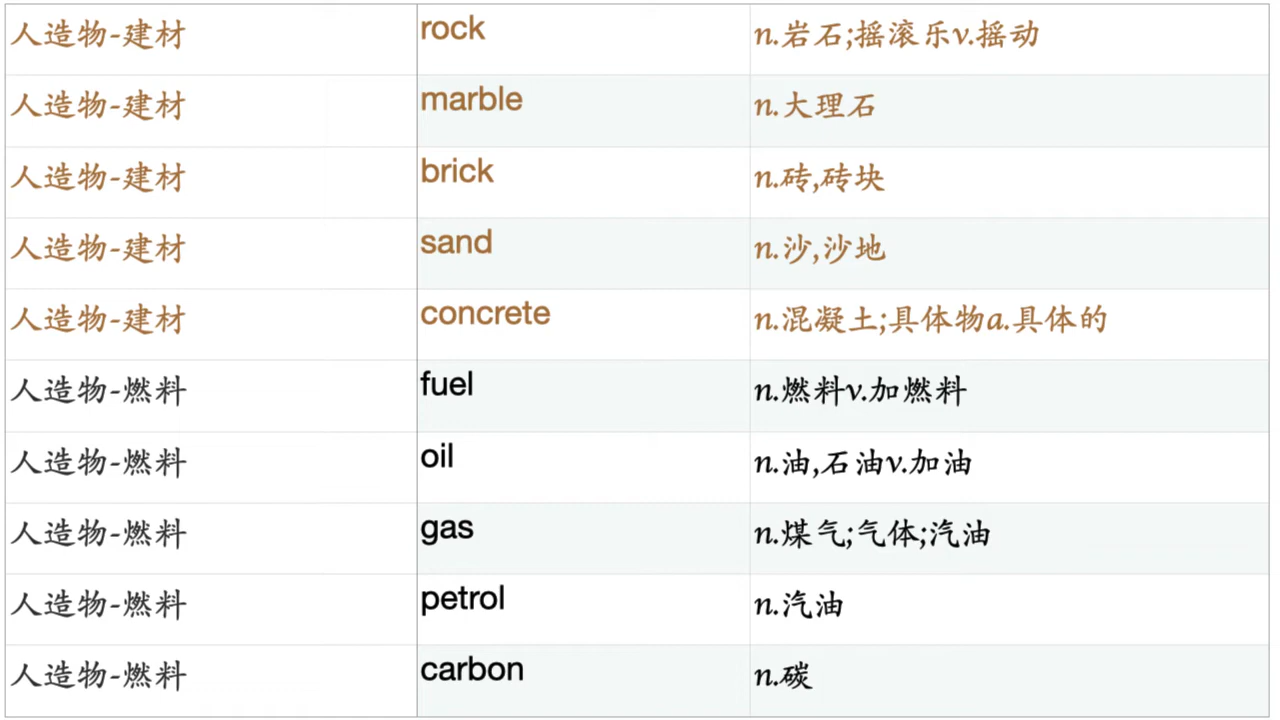 人造物-建材 rock n.岩石;摇滚乐v.摇动
人造物-建材 marble n.大理石
人造物-建材 brick n.砖,砖块
人造物-建材 sand n.沙,沙地
人造物-建材 concrete n.混凝土;具体物a.具体的
人造物-燃料 fuel n.燃料v.加燃料
人造物-燃料 oil n.油,石油v.加油
人造物-燃料 gas n.煤气;气体;汽油
人造物-燃料 petrol n.汽油
人造物-燃料 carbon n.碳